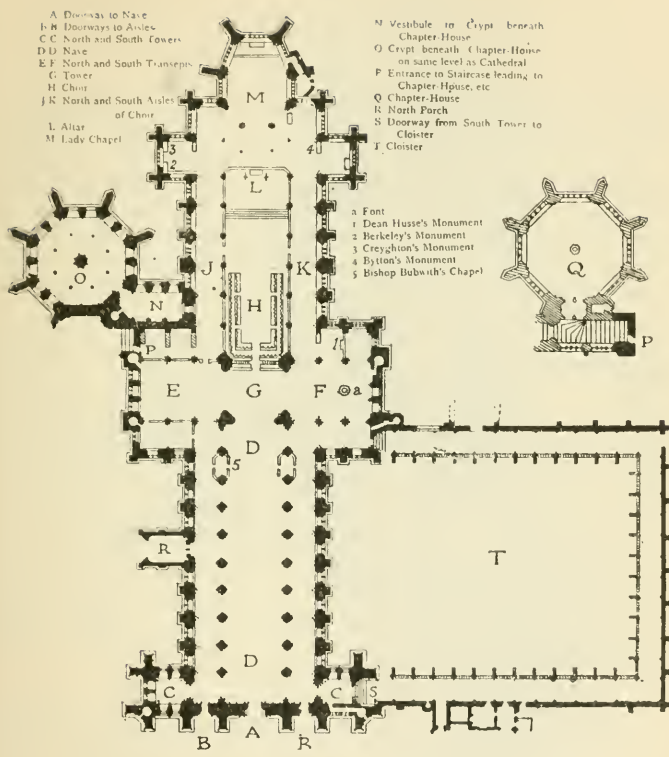 A Doorway to Nave
B B Doorways to Aisles
C C North and South Towers
D D Nave
E F North and South Transepts
G Tower
H Choir
J K North and South Aisles
of Choir
L Altar
M Lady Chapel
N Vestibule to Crypt beneath
Chapter-House
O Crypt beneath Chapter-House
on same level as Cathedral
P Entrance to Staircase leading to
Chapter-House, etc
Q Chapter-House
R North Porch
S Doorway from South Tower to
Cloister
T Cloister
a Font
1 Dean Husse's Monument
2 Berkeley's Monument
3 Creyghton's Monument
4 Bytton's Monument
5 Bishop Bubwith's Chapel
M
3
4
2
L
O
J
K
Q
N
H
P
P
1
E
G
F
a
D
5
R
T
D
C
C
S
B
A
B